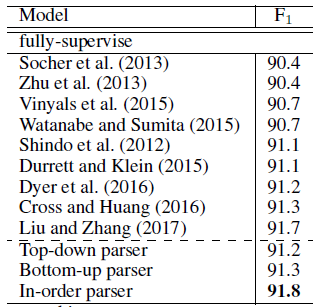 Model F1
fully-supervise
Socher et al. (2013) 90.4
Zhu et al. (2013) 90.4
Vinyals et al. (2015) 90.7
Watanabe and Sumita (2015) 90.7
Shindo et al. (2012) 91.1
Durrett and Klein (2015) 91.1
Dyer et al. (2016) 91.2
Cross and Huang (2016) 91.3
Liu and Zhang (2017) 91.7
Top-down parser 91.2
Bottom-up parser 91.3
In-order parser 91.8